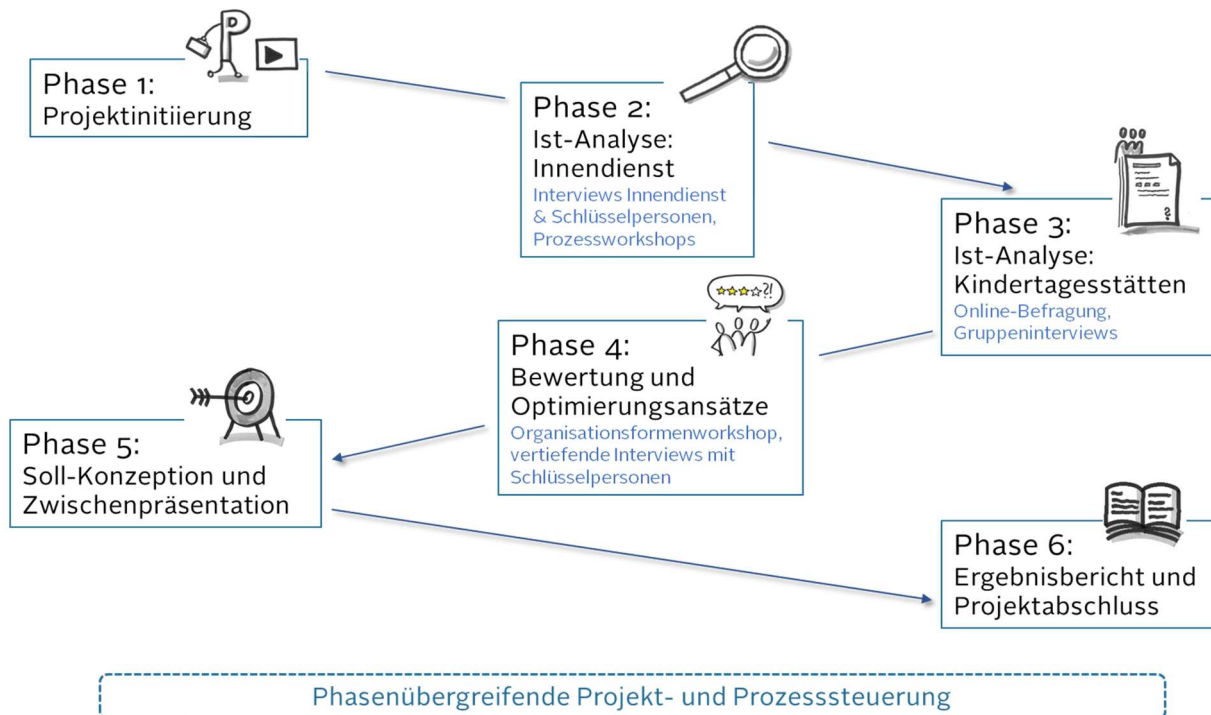 Phase 1:
Projektinitiierung
Phase 2:
Ist-Analyse:
Innendienst
Interviews Innendienst
& Schlüsselpersonen,
Prozessworkshops
Phase 3:
Ist-Analyse:
Kindertagesstätten
Online-Befragung,
Gruppeninterviews
?!
Phase 4:
Bewertung und
Optimierungsansätze
Organisationsformenworkshop,
vertiefende Interviews mit
Schlüsselpersonen
Phase 5:
Soll-Konzeption und
Zwischenpräsentation
Phase 6:
Ergebnisbericht und
Projektabschluss
Phasenübergreifende Projekt- und Prozesssteuerung